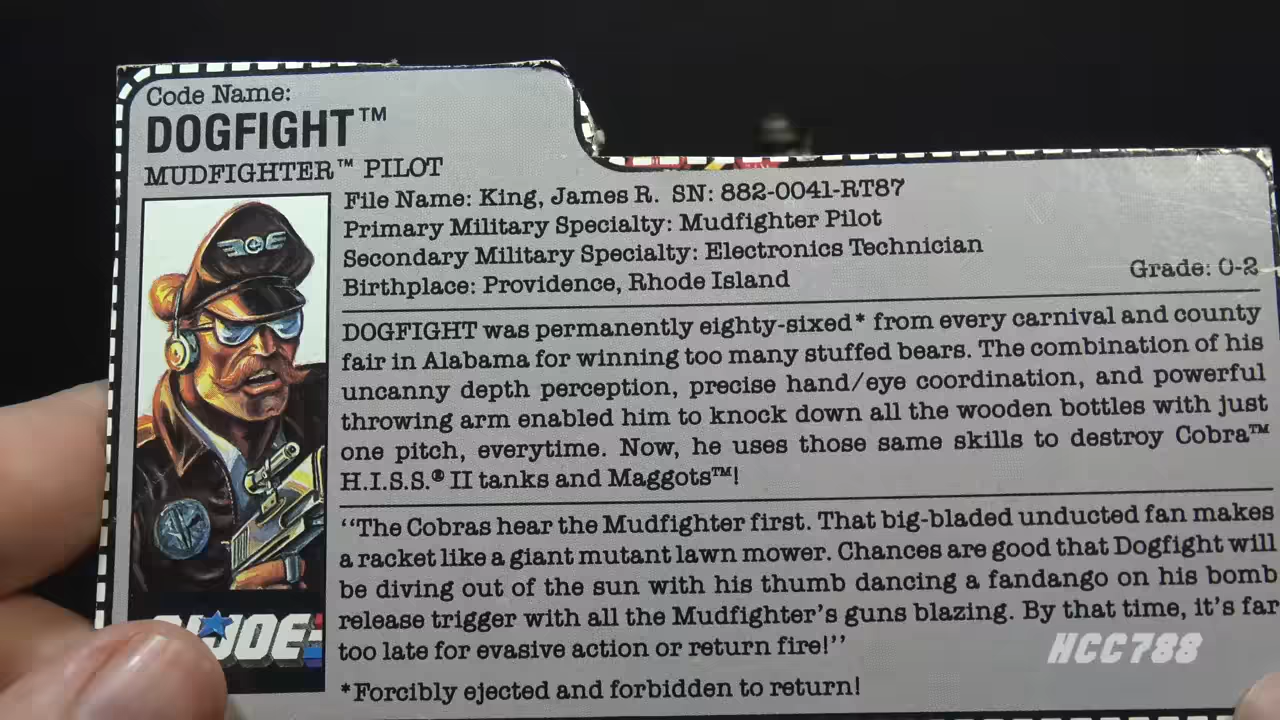 Code Name:
DOGFIGHT™
MUDFIGHTER™ PILOT
File Name: King, James R. SN: 882-0041-RT87
Primary Military Specialty: Mudfighter Pilot
Secondary Military Specialty: Electronics Technician
Birthplace: Providence, Rhode Island
Grade: O-2
DOGFIGHT was permanently eighty-sixed* from every carnival and county
fair in Alabama for winning too many stuffed bears. The combination of his
uncanny depth perception, precise hand/eye coordination, and powerful
throwing arm enabled him to knock down all the wooden bottles with just
one pitch, everytime. Now, he uses those same skills to destroy Cobra™
H.I.S.S.® II tanks and Maggots™!
“The Cobras hear the Mudfighter first. That big-bladed unducted fan makes
a racket like a giant mutant lawn mower. Chances are good that Dogfight will
be diving out of the sun with his thumb dancing a fandango on his bomb
release trigger with all the Mudfighter's guns blazing. By that time, it's far
too late for evasive action or return fire!”
*Forcibly ejected and forbidden to return!
JOE
HCC788